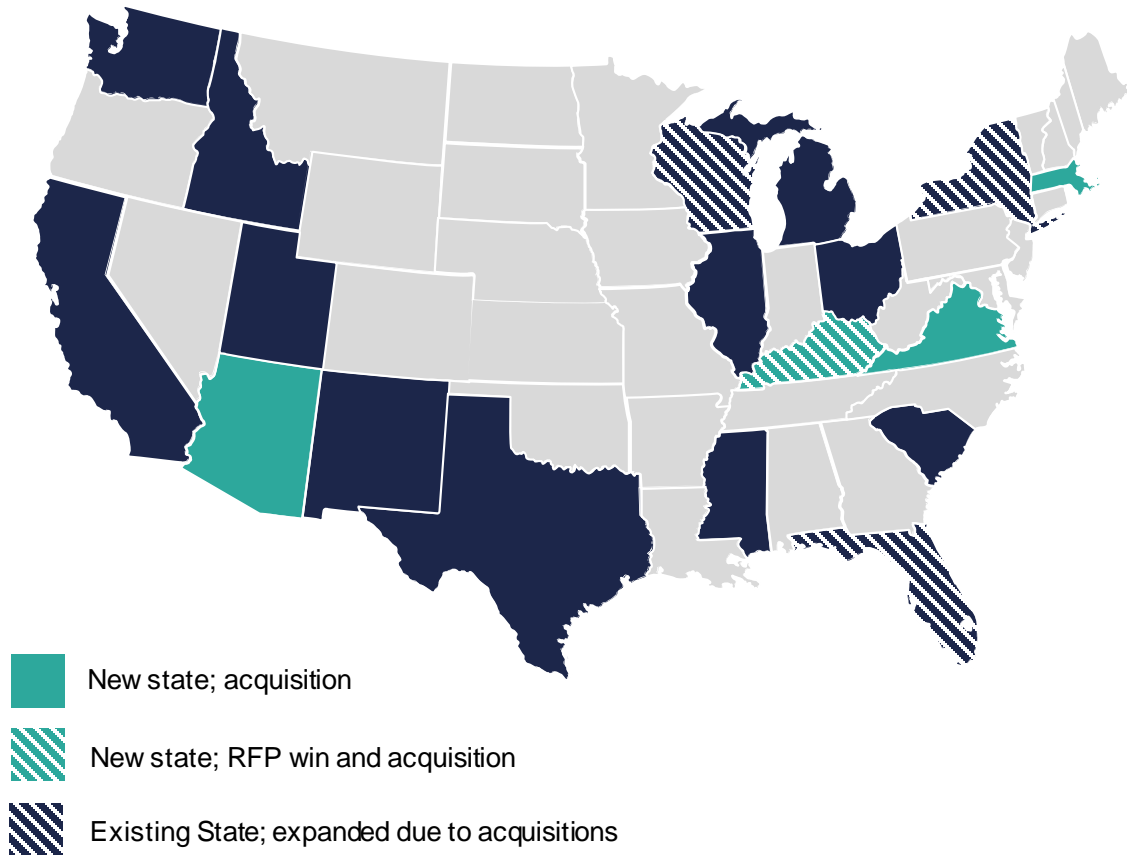 New state; acquisition
New state; RFP win and acquisition
Existing State; expanded due to acquisitions